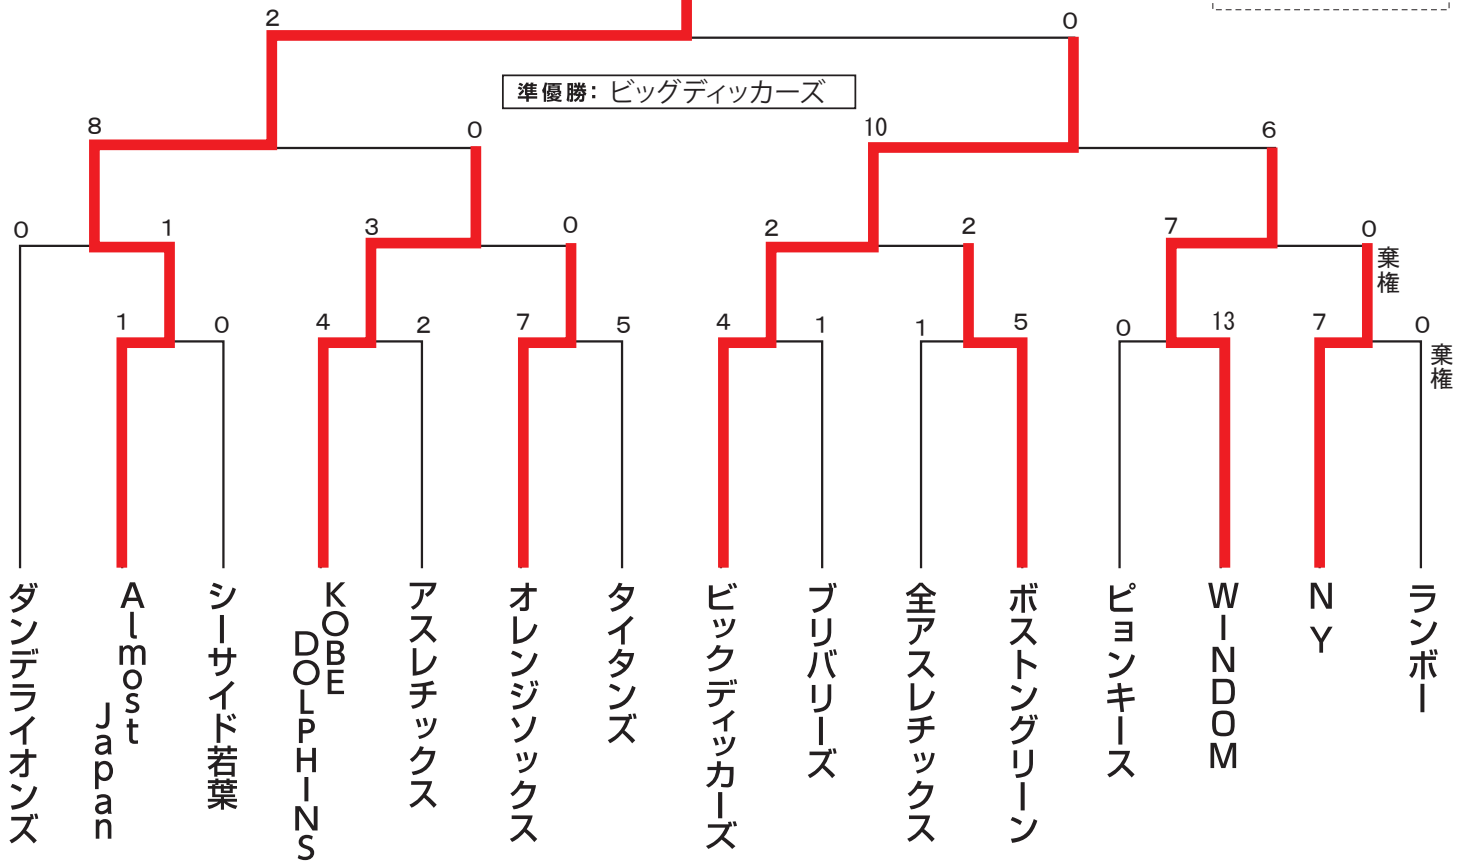 2
0
準優勝: ビッグディッカーズ
8
0
10
6
0
1
3
0
2
2
7
0
棄権
1
0
4
2
7
5
4
1
1
5
0
13
7
0
棄権
ダンデライオンズ
Almost Japan
シーサイド若葉
KOBE DOLPHINS
アスレチックス
オレンジソックス
タイタンズ
ビックディッカーズ
ブリバリーズ
全アスレチックス
ボストングリーン
ピョンキース
WINDOM
NY
ランボー